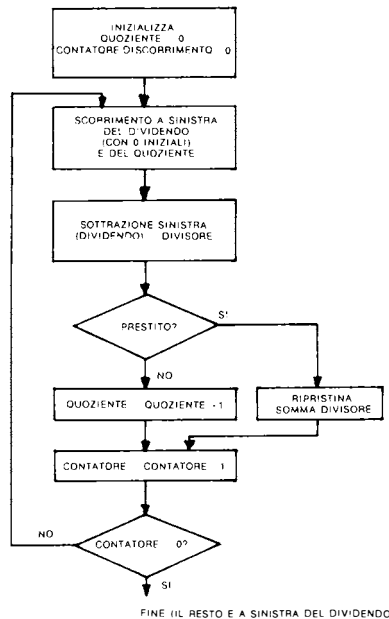 INIZIALIZZA
QUOZIENTE 0
CONTATORE DISCORRIMENTO 0
SCORRIMENTO A SINISTRA
DEL DIVIDENDO
(CON 0 INIZIALI)
E DEL QUOZIENTE
SOTTRAZIONE SINISTRA
(DIVIDENDO) DIVISORE
PRESTITO?
SI
NO
QUOZIENTE QUOZIENTE - 1
RIPRISTINA
SOMMA DIVISORE
CONTATORE CONTATORE 1
NO
CONTATORE 0?
SI
FINE (IL RESTO E A SINISTRA DEL DIVIDENDO